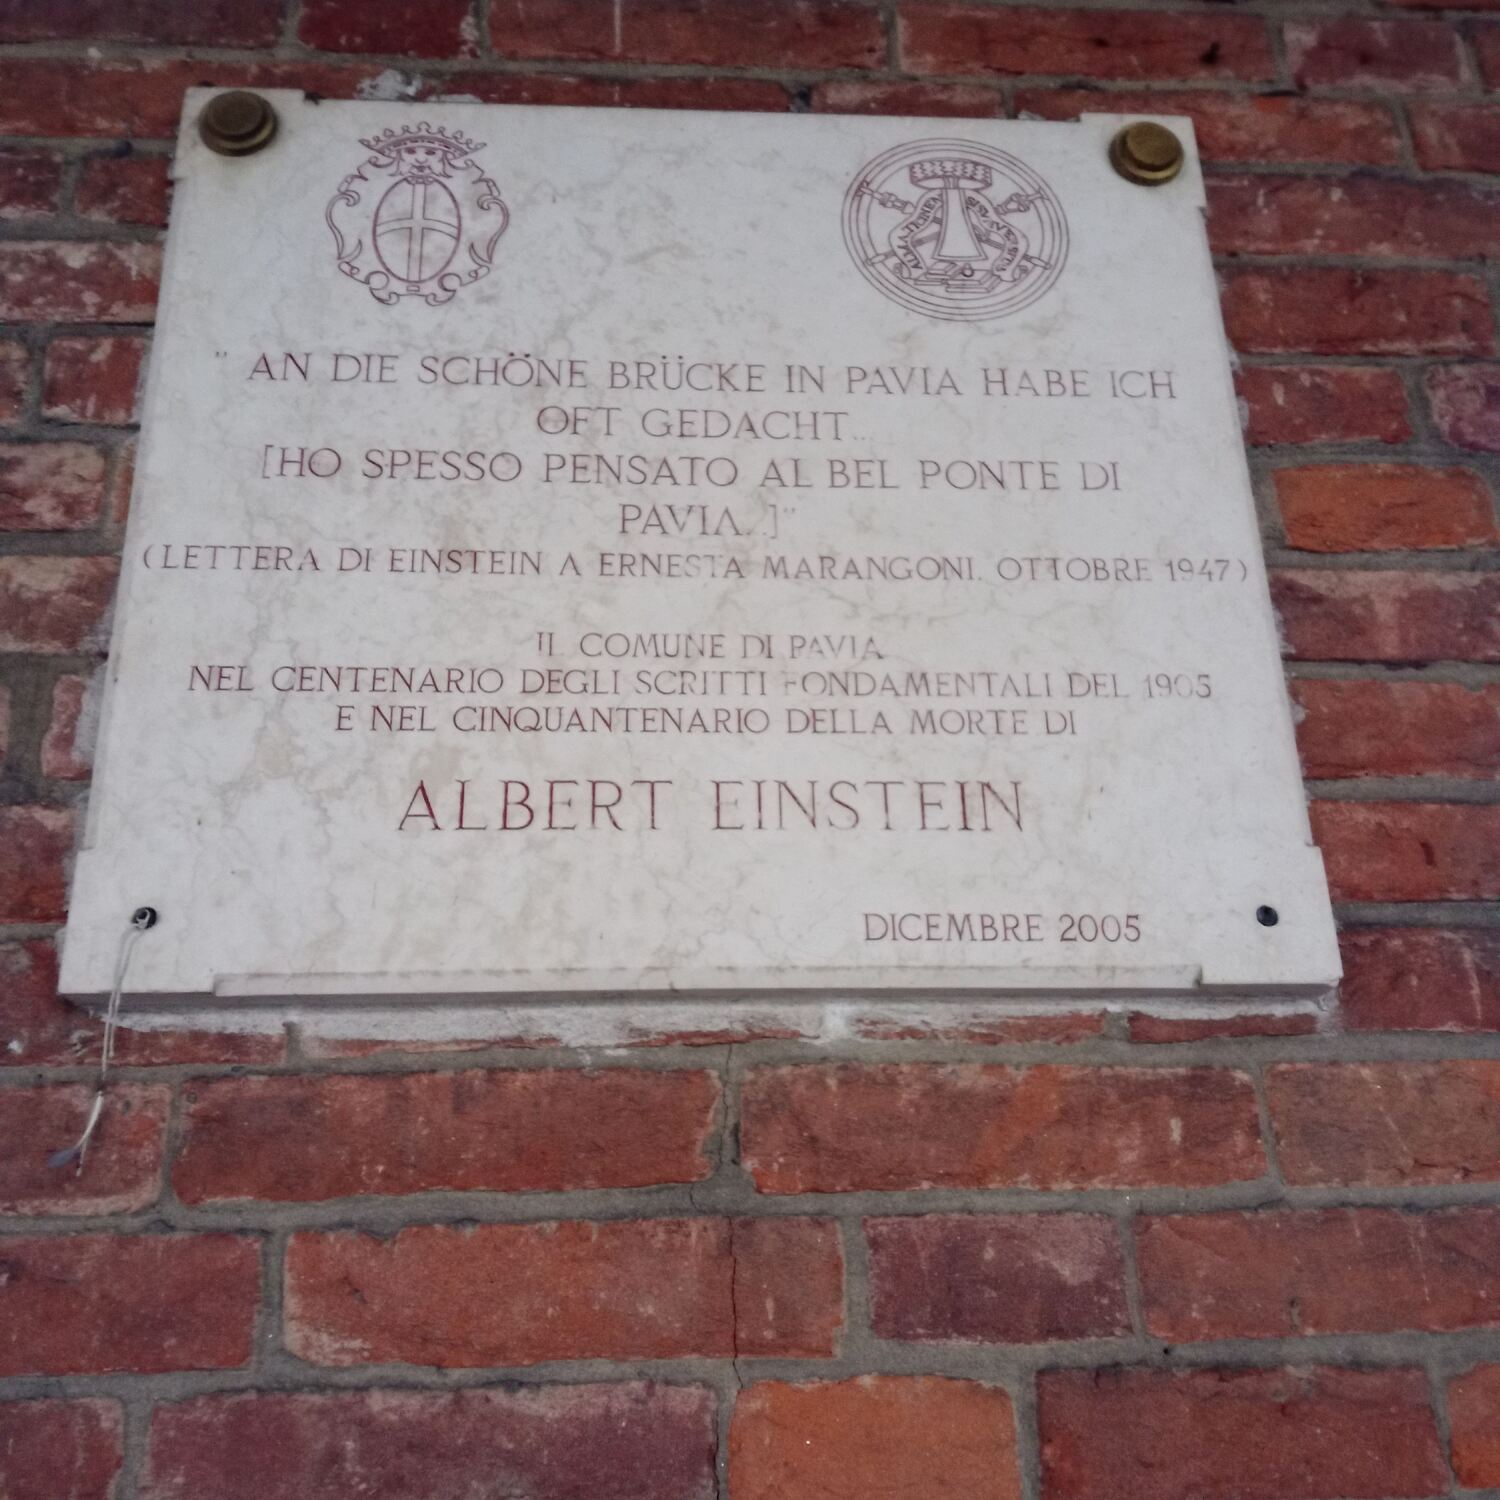 " AN DIE SCHÖNE BRÜCKE IN PAVIA HABE ICH
OFT GEDACHT...
[HO SPESSO PENSATO AL BEL PONTE DI
PAVIA...]"
(LETTERA DI EINSTEIN A ERNESTA MARANGONI. OTTOBRE 1947)
IL COMUNE DI PAVIA
NEL CENTENARIO DEGLI SCRITTI FONDAMENTALI DEL 1905
E NEL CINQUANTENARIO DELLA MORTE DI
ALBERT EINSTEIN
DICEMBRE 2005